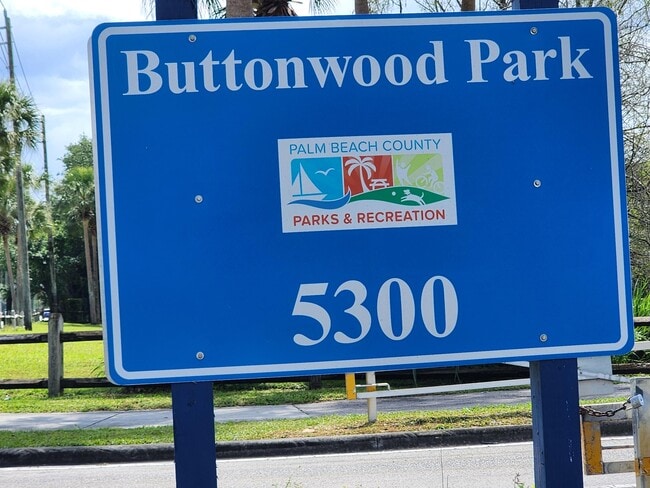 Buttonwood Park
PALM BEACH COUNTY
PARKS & RECREATION
5300